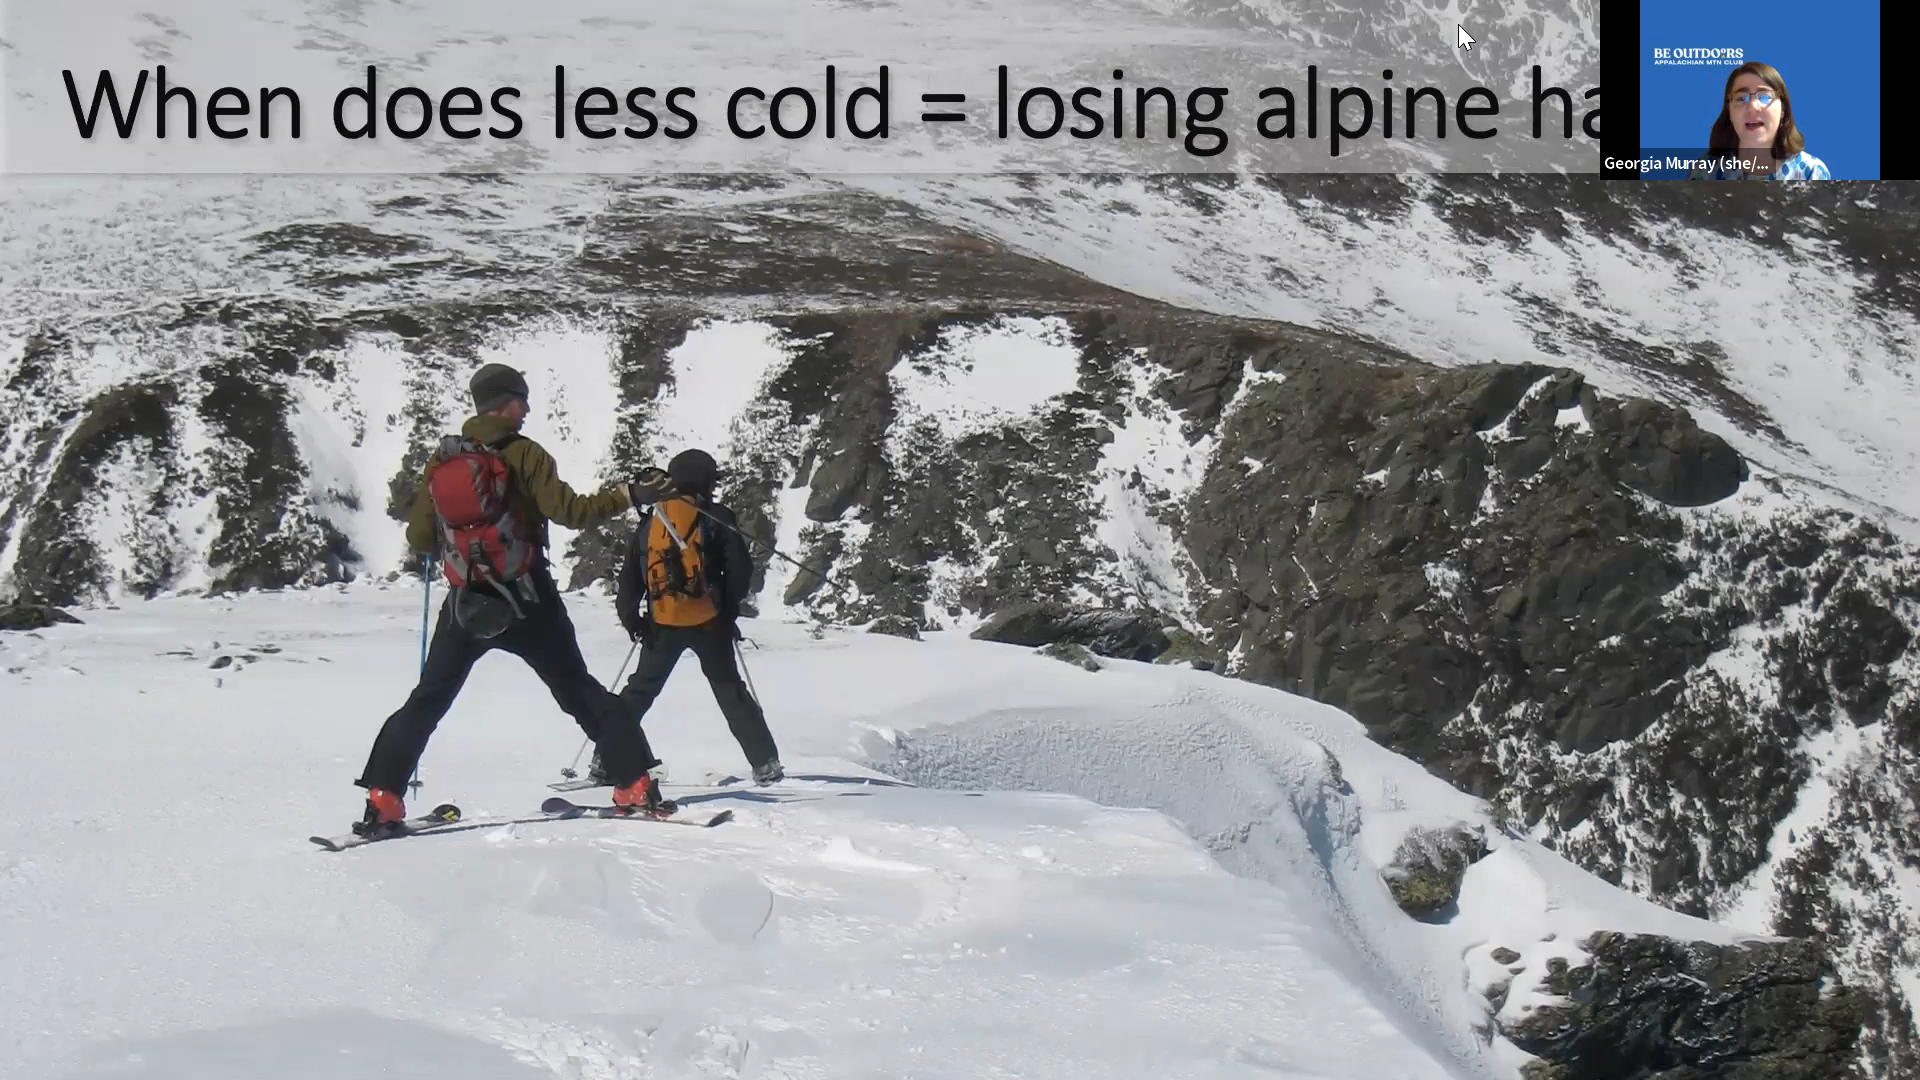 When does less cold = losing alpine ha
BE OUTDOORS
APPALACHIAN MTN CLUB
Georgia Murray (she/...